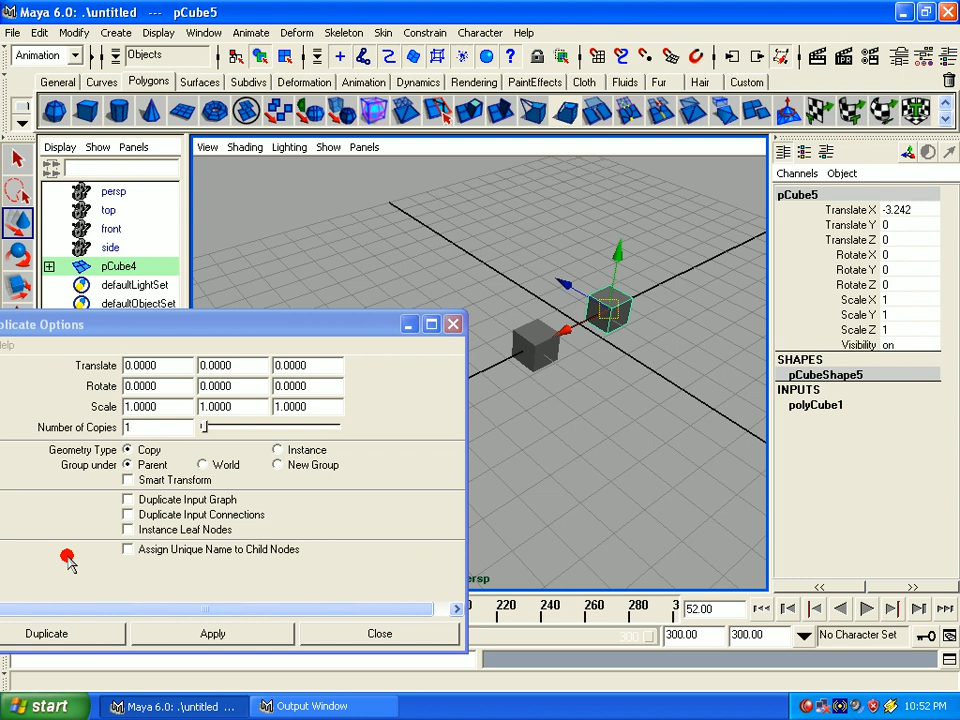 Maya 6.0: .\untitled --- pCube5
File Edit Modify Create Display Window Animate Deform Skeleton Skin Constrain Character Help
Animation Objects
General Curves Polygons Surfaces Subdivs Deformation Animation Dynamics Rendering PaintEffects Cloth Fluids Fur Hair Custom
Display Show Panels
View Shading Lighting Show Panels
Channels Object
persp
top
front
side
pCube4
defaultLightSet
defaultObjectSet
pCube5
Translate X -3.242
Translate Y 0
Translate Z 0
Rotate X 0
Rotate Y 0
Rotate Z 0
Scale X 1
Scale Y 1
Scale Z 1
Visibility on
SHAPES
pCubeShape5
INPUTS
polyCube1
plicate Options
elp
Translate 0.0000 0.0000 0.0000
Rotate 0.0000 0.0000 0.0000
Scale 1.0000 1.0000 1.0000
Number of Copies 1
Geometry Type Copy Instance
Group under Parent World New Group
Smart Transform
Duplicate Input Graph
Duplicate Input Connections
Instance Leaf Nodes
Assign Unique Name to Child Nodes
Duplicate Apply Close
ersp
220 240 260 280 3 52.00
300 300.00 300.00 No Character Set
start Maya 6.0: .\untitled ... Output Window 10:52 PM